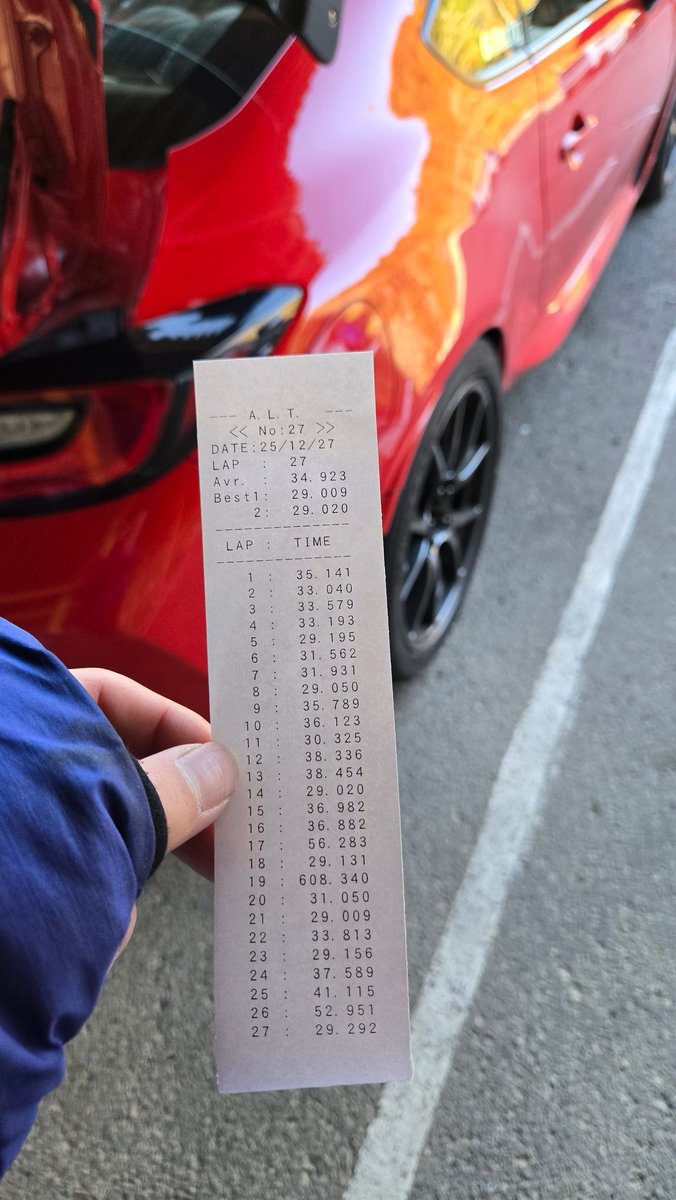 --- A. L. T. ---
<< No:27 >>
DATE:25/12/27
LAP : 27
Avr. : 34. 923
Best1: 29. 009
2: 29. 020
--------------
LAP : TIME
--------------
1 : 35. 141
2 : 33. 040
3 : 33. 579
4 : 33. 193
5 : 29. 195
6 : 31. 562
7 : 31. 931
8 : 29. 050
9 : 35. 789
10 : 36. 123
11 : 30. 325
12 : 38. 336
13 : 38. 454
14 : 29. 020
15 : 36. 982
16 : 36. 882
17 : 56. 283
18 : 29. 131
19 : 608. 340
20 : 31. 050
21 : 29. 009
22 : 33. 813
23 : 29. 156
24 : 37. 589
25 : 41. 115
26 : 52. 951
27 : 29. 292